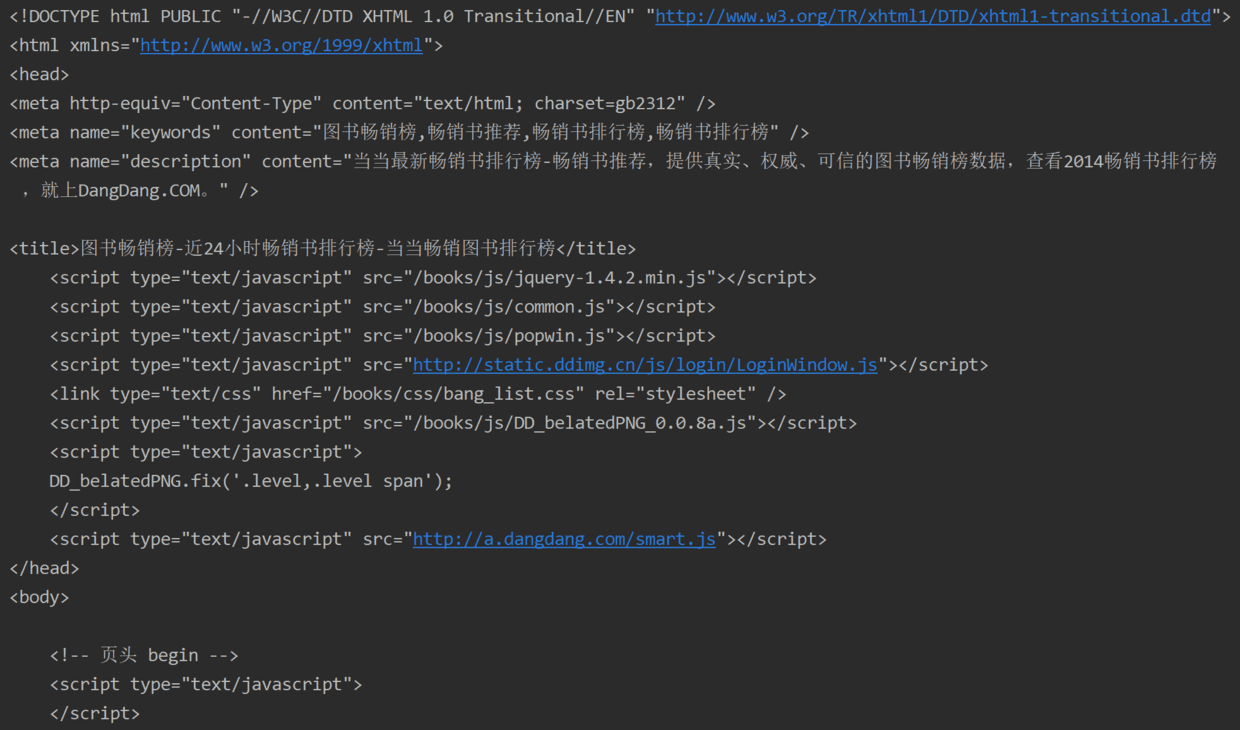 <!DOCTYPE html PUBLIC "-//W3C//DTD XHTML 1.0 Transitional//EN" "http://www.w3.org/TR/xhtml1/DTD/xhtml1-transitional.dtd">
<html xmlns="http://www.w3.org/1999/xhtml">
<head>
<meta http-equiv="Content-Type" content="text/html; charset=gb2312" />
<meta name="keywords" content="图书畅销榜,畅销书推荐,畅销书排行榜,畅销书排行榜" />
<meta name="description" content="当当最新畅销书排行榜-畅销书推荐，提供真实、权威、可信的图书畅销榜数据，查看2014畅销书排行榜
，就上DangDang.COM。" />
<title>图书畅销榜-近24小时畅销书排行榜-当当畅销图书排行榜</title>
<script type="text/javascript" src="/books/js/jquery-1.4.2.min.js"></script>
<script type="text/javascript" src="/books/js/common.js"></script>
<script type="text/javascript" src="/books/js/popwin.js"></script>
<script type="text/javascript" src="http://static.ddimg.cn/js/login/LoginWindow.js"></script>
<link type="text/css" href="/books/css/bang_list.css" rel="stylesheet" />
<script type="text/javascript" src="/books/js/DD_belatedPNG_0.0.8a.js"></script>
<script type="text/javascript">
DD_belatedPNG.fix('.level,.level span');
</script>
<script type="text/javascript" src="http://a.dangdang.com/smart.js"></script>
</head>
<body>
<!-- 页头 begin -->
<script type="text/javascript">
</script>